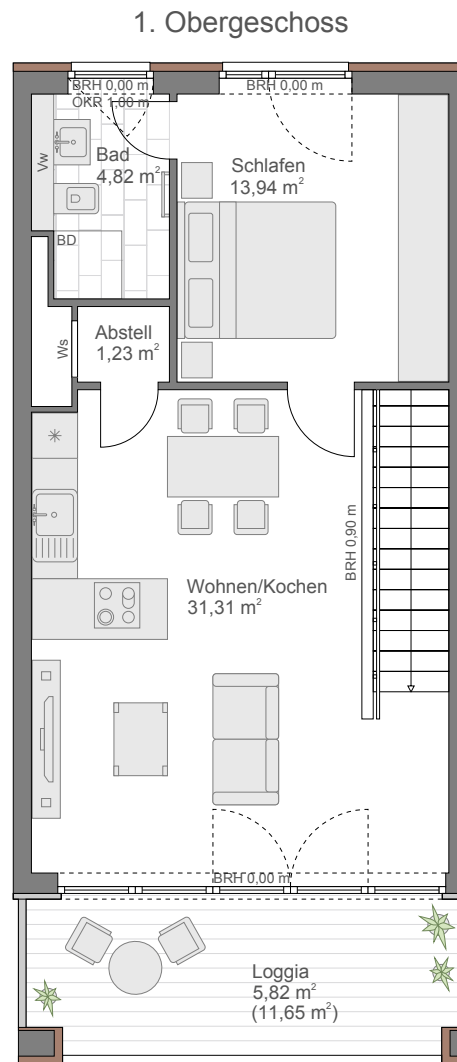 1. Obergeschoss
BRH 0,00 m
OKR 1,00 m
BRH 0,00 m
Vw
Bad
4,82 m²
Schlafen
13,94 m²
BD
Ws
Abstell
1,23 m²
BRH 0,90 m
Wohnen/Kochen
31,31 m²
BRH 0,00 m
Loggia
5,82 m²
(11,65 m²)